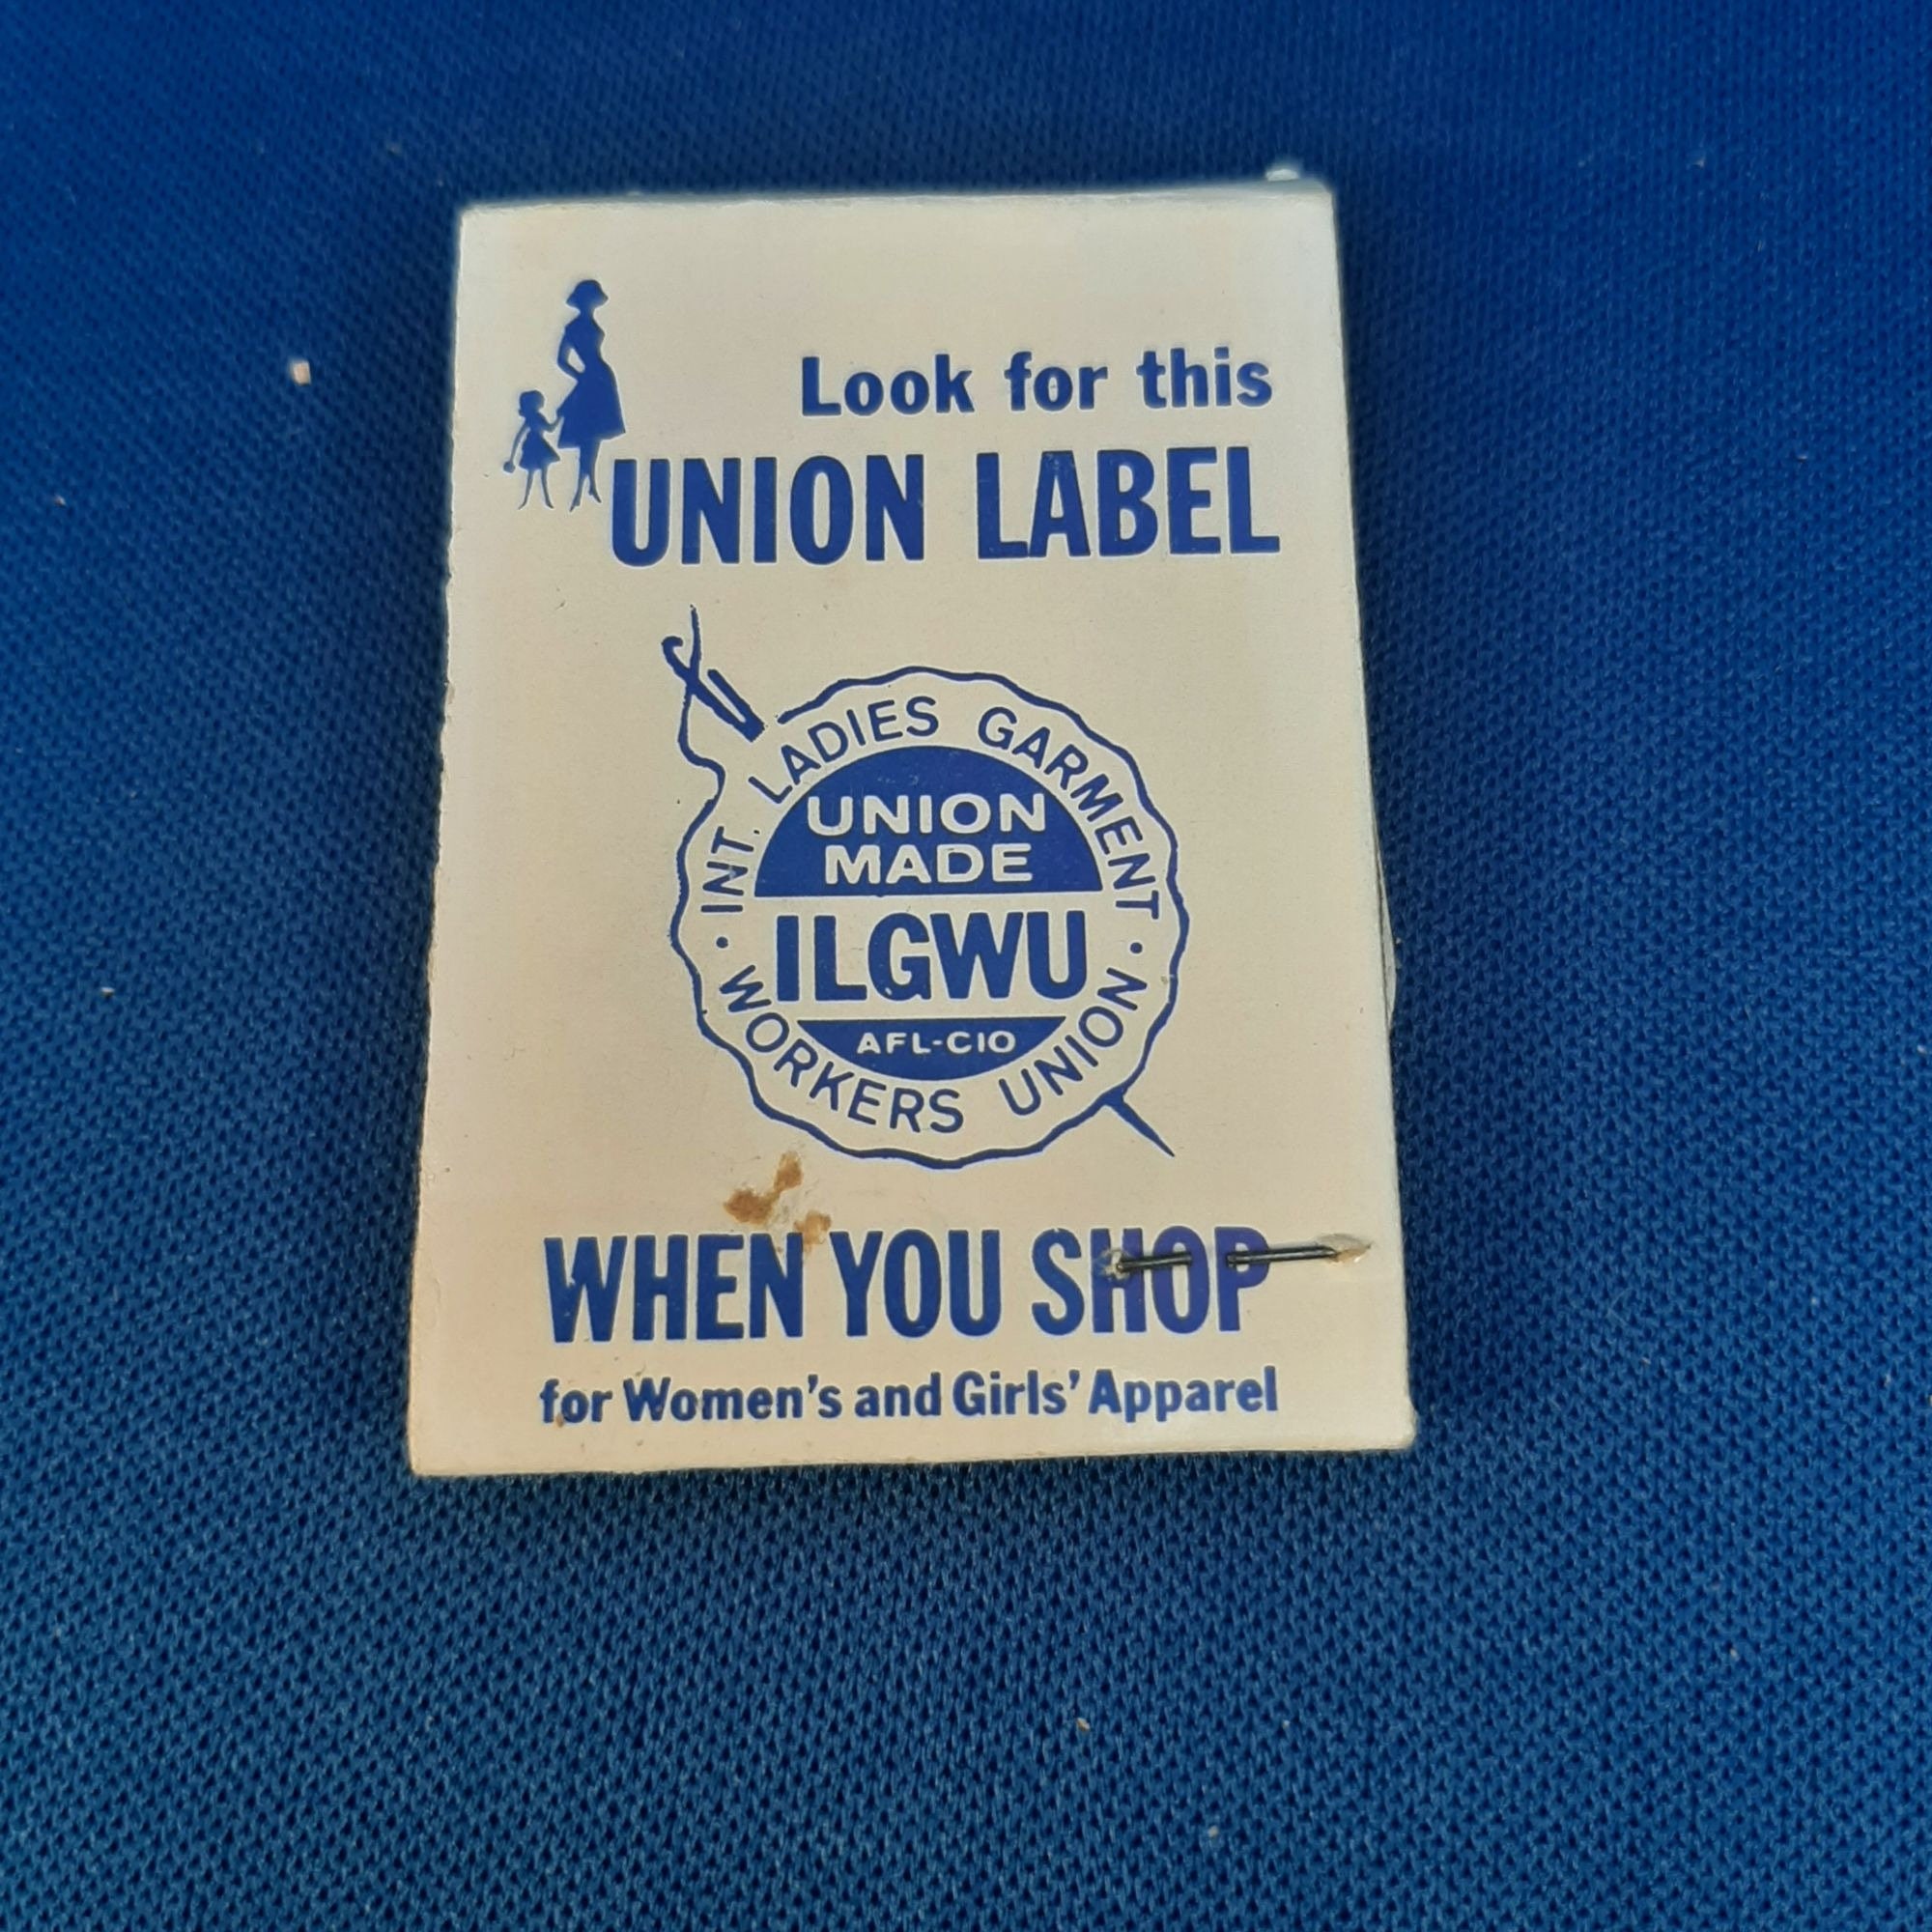 Look for this
UNION LABEL
· INT. LADIES GARMENT ·
UNION
MADE
ILGWU
AFL-CIO
WORKERS UNION
WHEN YOU SHOP
for Women's and Girls' Apparel